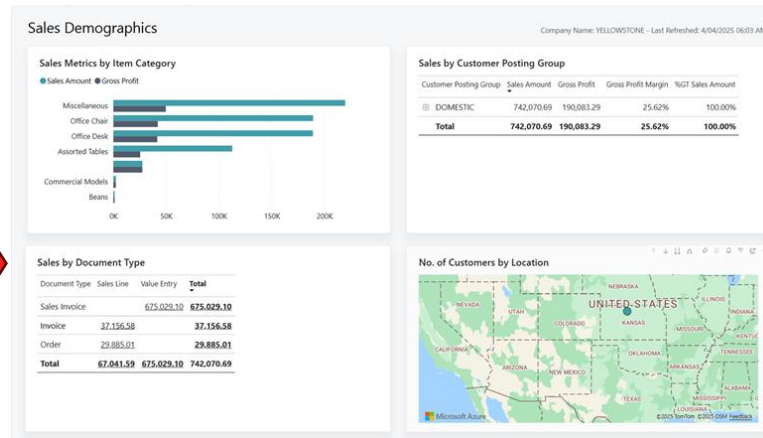 Sales Demographics
Company Name: YELLOWSTONE - Last Refreshed: 4/04/2025 06:03 AM
Sales Metrics by Item Category
Sales Amount Gross Profit
Miscellaneous
Office Chair
Office Desk
Assorted Tables
Commercial Models
Beans
0K 50K 100K 150K 200K
Sales by Customer Posting Group
Customer Posting Group Sales Amount Gross Profit Gross Profit Margin %GT Sales Amount
DOMESTIC 742,070.69 190,083.29 25.62% 100.00%
Total 742,070.69 190,083.29 25.62% 100.00%
Sales by Document Type
Document Type Sales Line Value Entry Total
Sales Invoice 675,029.10 675,029.10
Invoice 37,156.58 37,156.58
Order 29,885.01 29,885.01
Total 67,041.59 675,029.10 742,070.69
No. of Customers by Location
NEBRASKA
UNITED STATES
ILLINOIS
NEVADA
UTAH
INDIANA
COLORADO
KANSAS
MISSOURI
KENTUC
CALIFORNIA
OKLAHOMA
TENNESSEE
ARIZONA
NEW MEXICO
ARKANSAS
ALABAMA
TEXAS
MISSISSIPPI
LOUISIANA
Microsoft Azure
©2025 TomTom ©2025 OSM Feedback